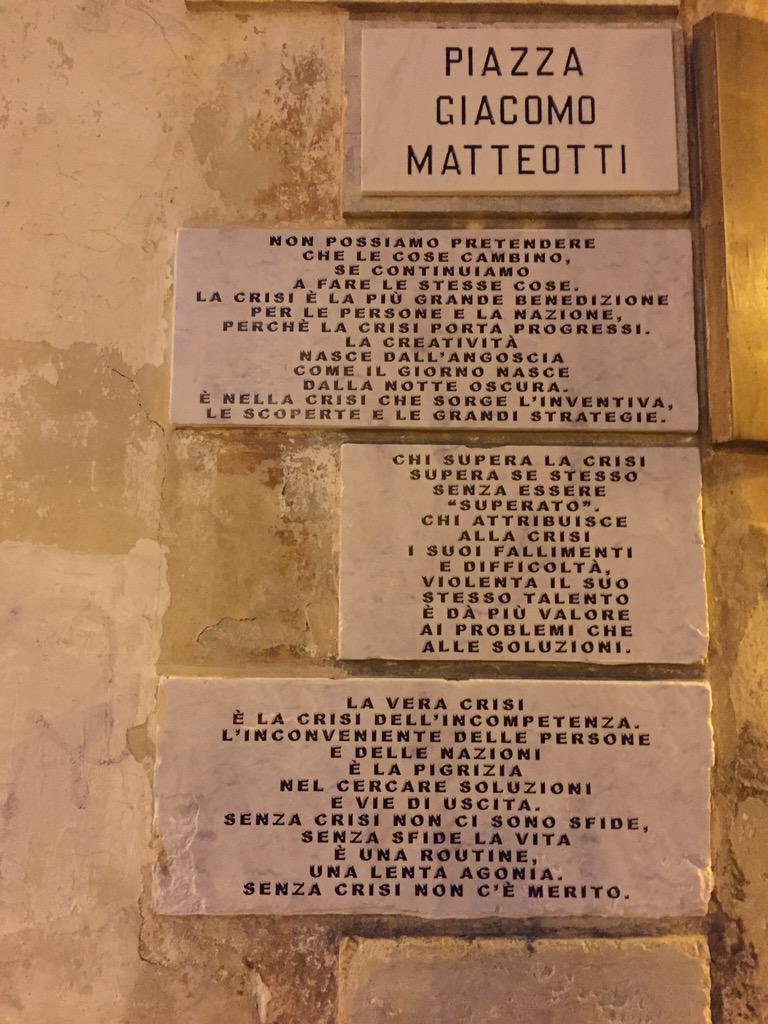 PIAZZA
GIACOMO
MATTEOTTI
NON POSSIAMO PRETENDERE
CHE LE COSE CAMBINO,
SE CONTINUIAMO
A FARE LE STESSE COSE.
LA CRISI È LA PIÙ GRANDE BENEDIZIONE
PER LE PERSONE E LA NAZIONE,
PERCHÈ LA CRISI PORTA PROGRESSI.
LA CREATIVITÀ
NASCE DALL'ANGOSCIA
COME IL GIORNO NASCE
DALLA NOTTE OSCURA.
È NELLA CRISI CHE SORGE L'INVENTIVA,
LE SCOPERTE E LE GRANDI STRATEGIE.
CHI SUPERA LA CRISI
SUPERA SE STESSO
SENZA ESSERE
"SUPERATO".
CHI ATTRIBUISCE
ALLA CRISI
I SUOI FALLIMENTI
E DIFFICOLTÀ,
VIOLENTA IL SUO
STESSO TALENTO
È DÀ PIÙ VALORE
AI PROBLEMI CHE
ALLE SOLUZIONI.
LA VERA CRISI
È LA CRISI DELL'INCOMPETENZA.
L'INCONVENIENTE DELLE PERSONE
E DELLE NAZIONI
È LA PIGRIZIA
NEL CERCARE SOLUZIONI
E VIE DI USCITA.
SENZA CRISI NON CI SONO SFIDE,
SENZA SFIDE LA VITA
È UNA ROUTINE,
UNA LENTA AGONIA.
SENZA CRISI NON C'È MERITO.